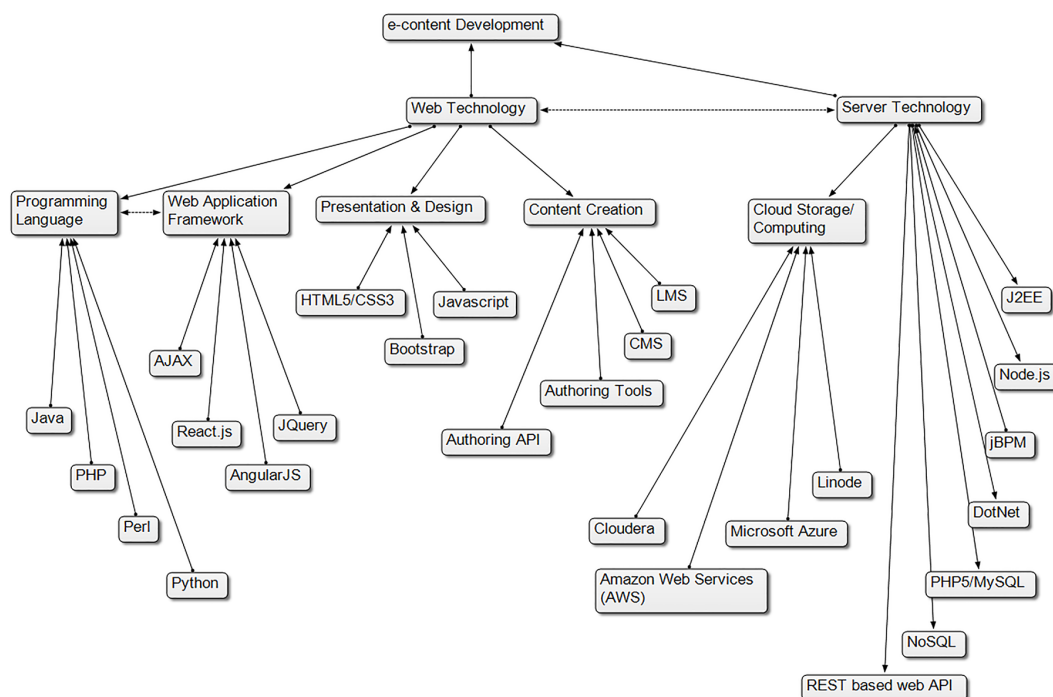 e-content Development
Web Technology
Server Technology
Programming
Language
Web Application
Framework
Presentation & Design
Content Creation
Cloud Storage/
Computing
HTML5/CSS3
Javascript
LMS
J2EE
Bootstrap
CMS
AJAX
Node.js
Authoring Tools
Java
React.js
JQuery
Authoring API
jBPM
PHP
AngularJS
Linode
DotNet
Perl
Cloudera
Microsoft Azure
Python
Amazon Web Services
(AWS)
PHP5/MySQL
NoSQL
REST based web API